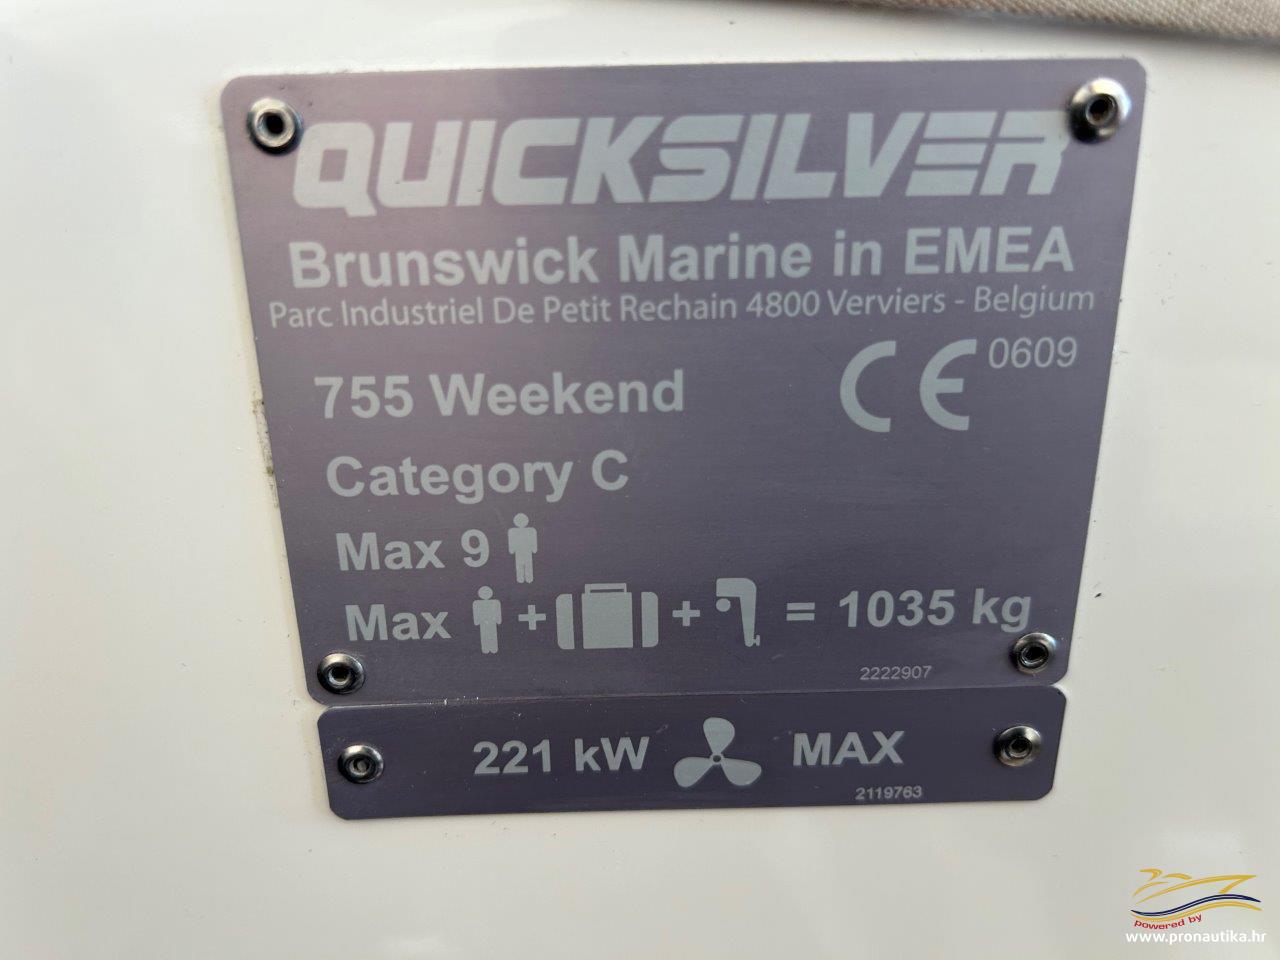 QUICKSILVER
Brunswick Marine in EMEA
Parc Industriel De Petit Rechain 4800 Verviers - Belgium
CE 0609
755 Weekend
Category C
Max 9
Max + + = 1035 kg
2222907
221 kW MAX
2119763
powered by
www.pronautika.hr